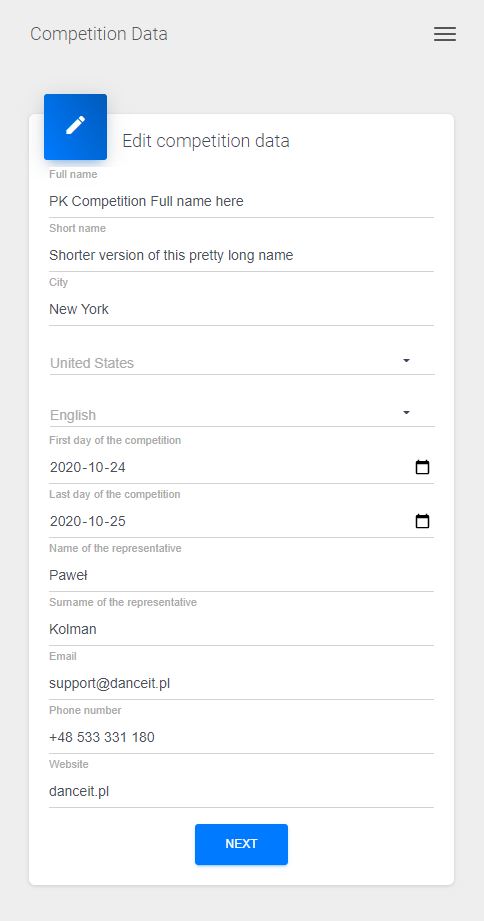 Competition Data
Edit competition data
Full name
PK Competition Full name here
Short name
Shorter version of this pretty long name
City
New York
United States
English
First day of the competition
2020-10-24
Last day of the competition
2020-10-25
Name of the representative
Paweł
Surname of the representative
Kolman
Email
support@danceit.pl
Phone number
+48 533 331 180
Website
danceit.pl
NEXT